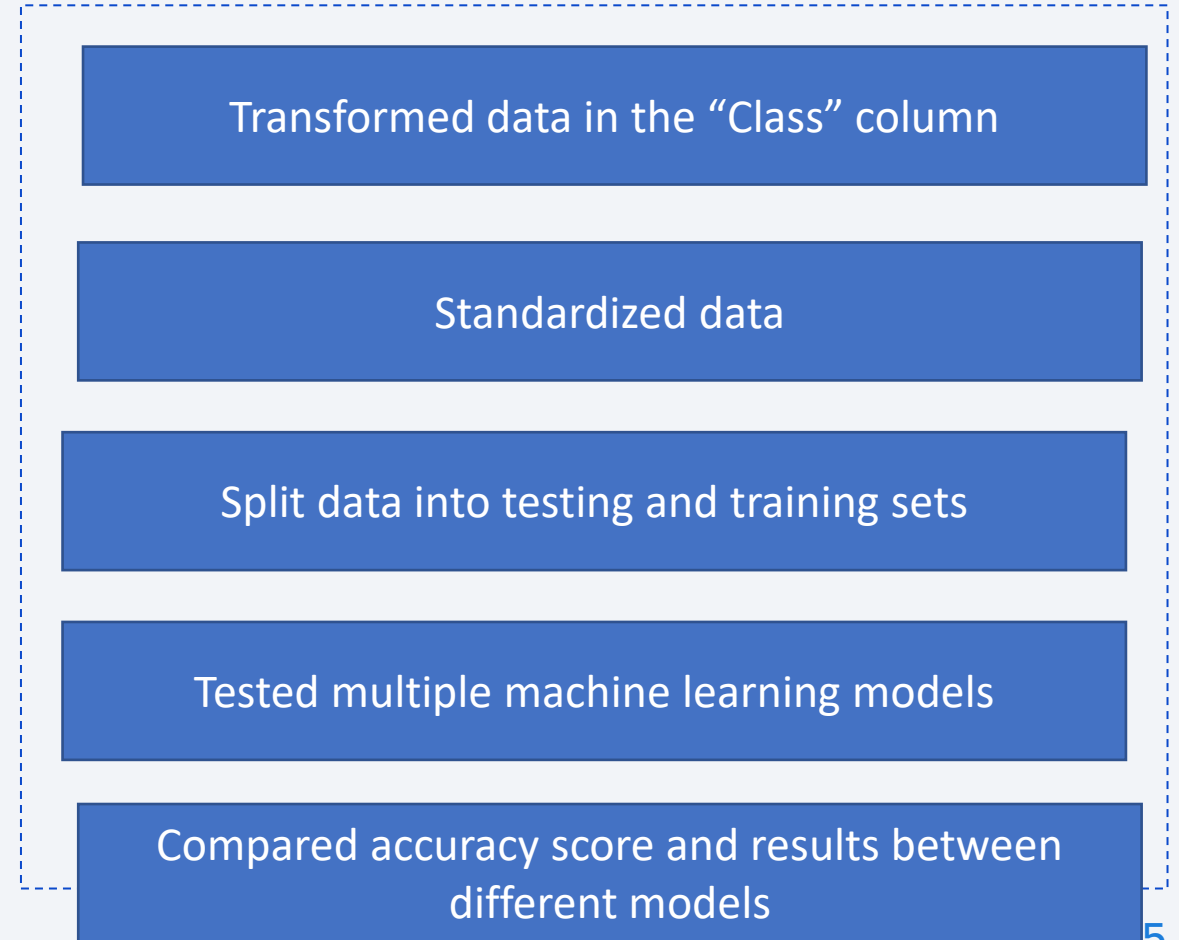 Transformed data in the “Class” column
Standardized data
Split data into testing and training sets
Tested multiple machine learning models
Compared accuracy score and results between
different models
5